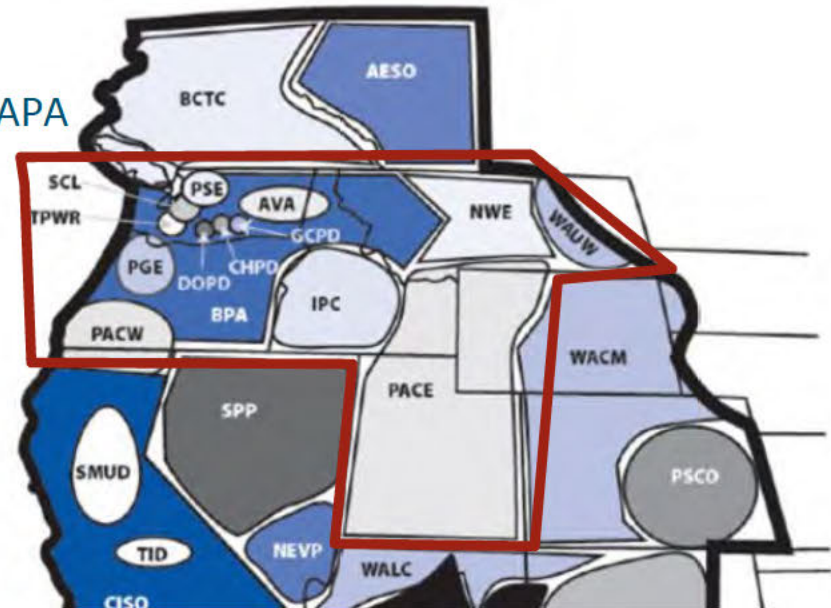 APA
AESO
BCTC
SCL
PSE
AVA
TPWR
NWE
WAUW
GCPD
PGE
CHPD
DOPD
IPC
BPA
PACW
WACM
PACE
SPP
SMUD
PSCO
TID
NEVP
WALC
CISO